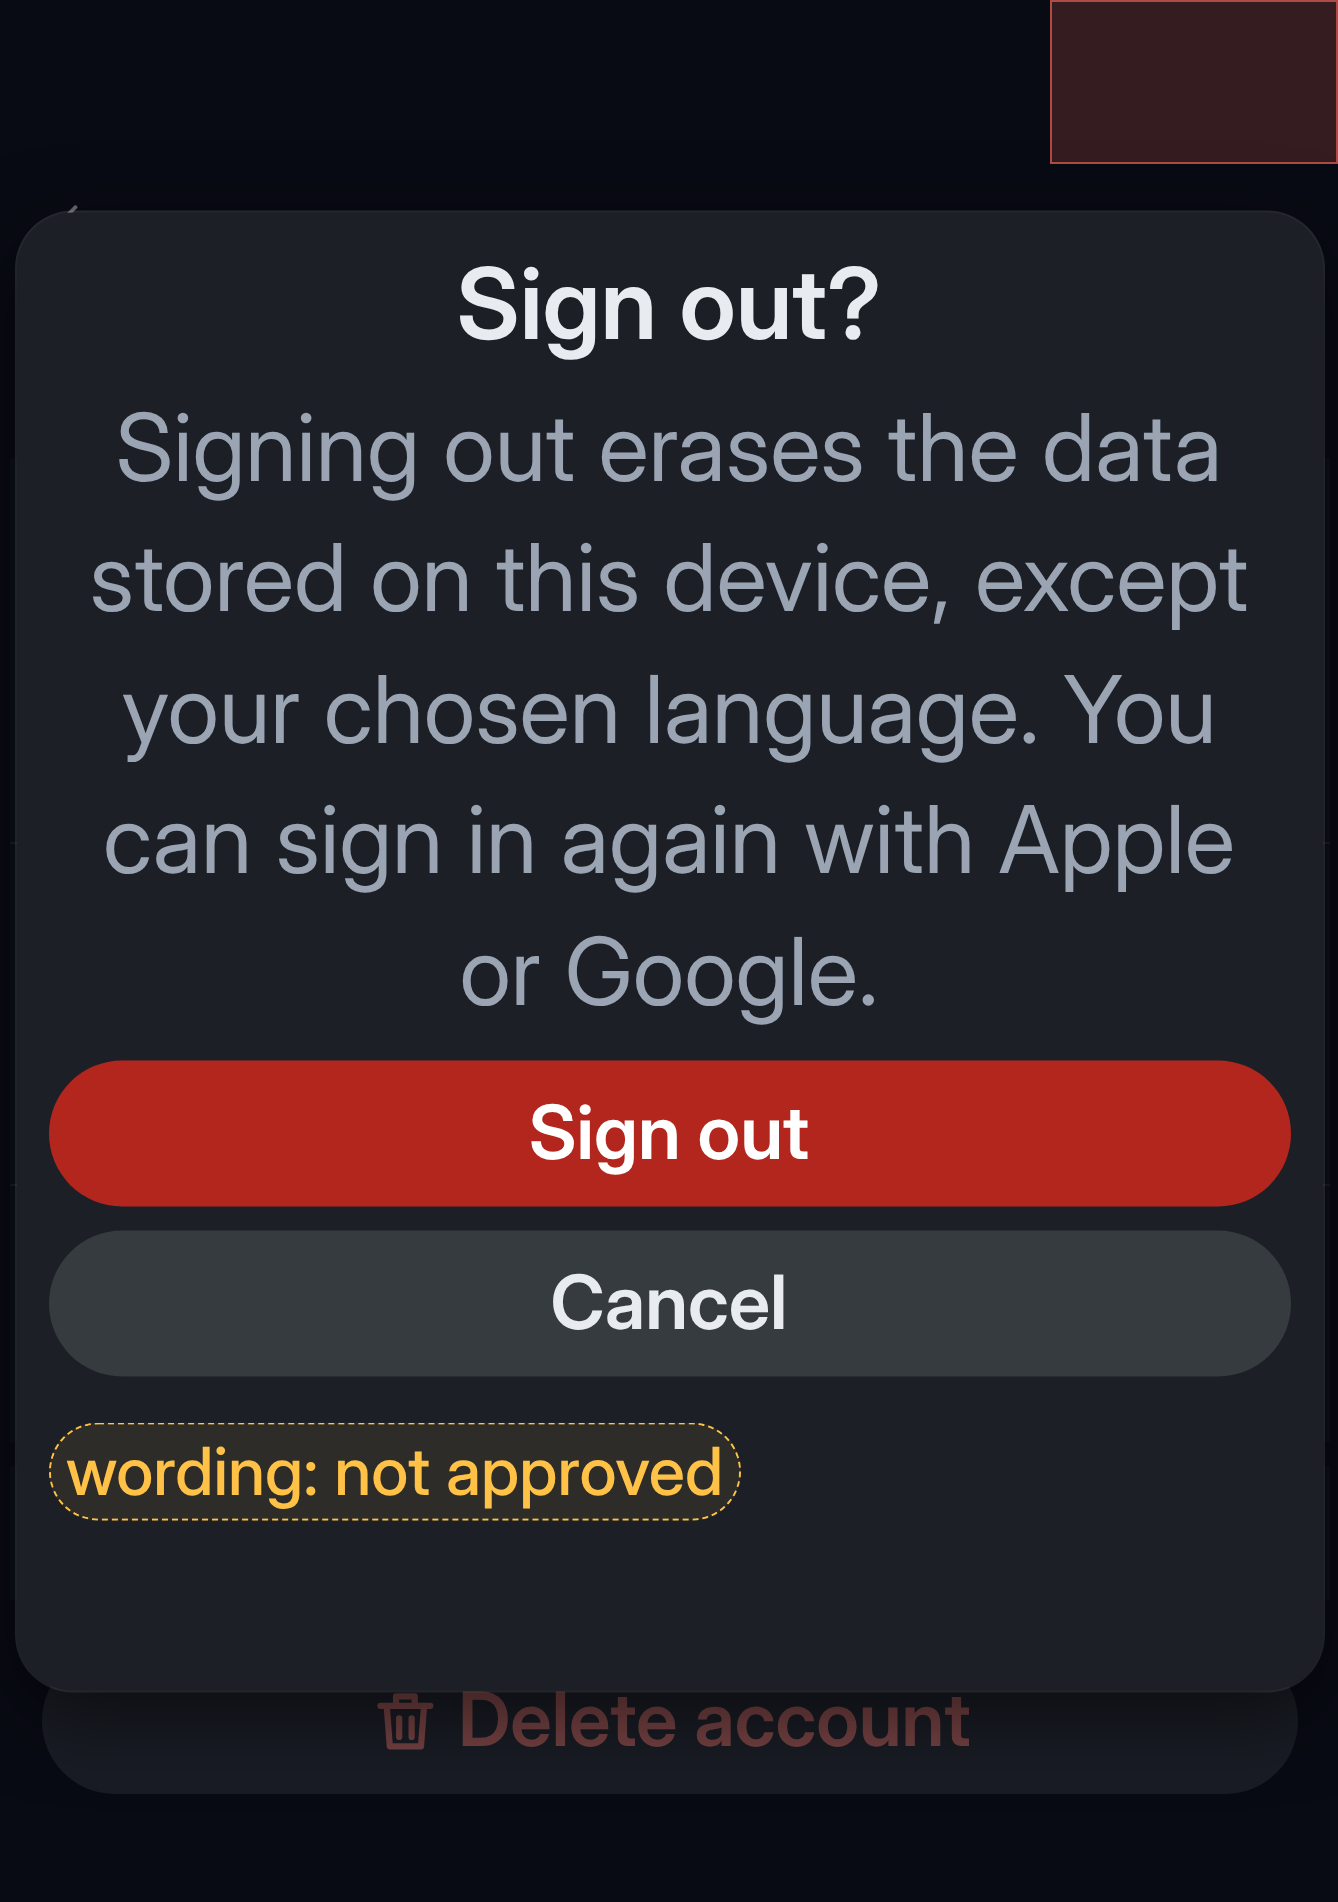 Sign out?
Signing out erases the data
stored on this device, except
your chosen language. You
can sign in again with Apple
or Google.
Sign out
Cancel
wording: not approved
Delete account